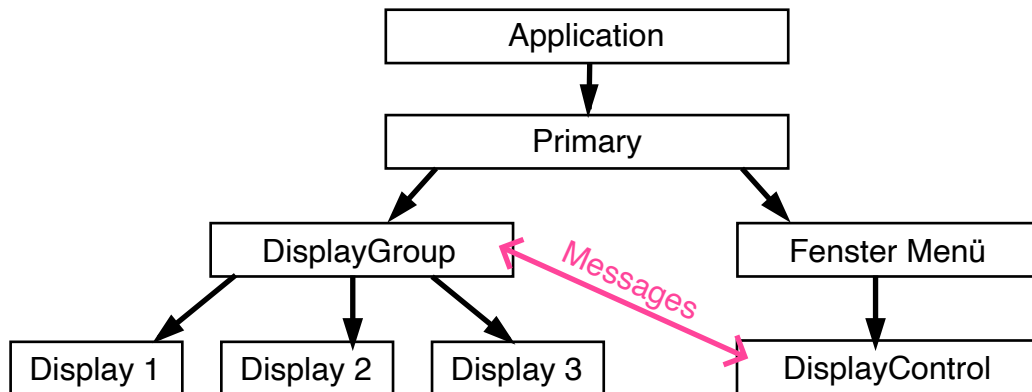 Application
Primary
DisplayGroup
Fenster Menü
Messages
Display 1
Display 2
Display 3
DisplayControl